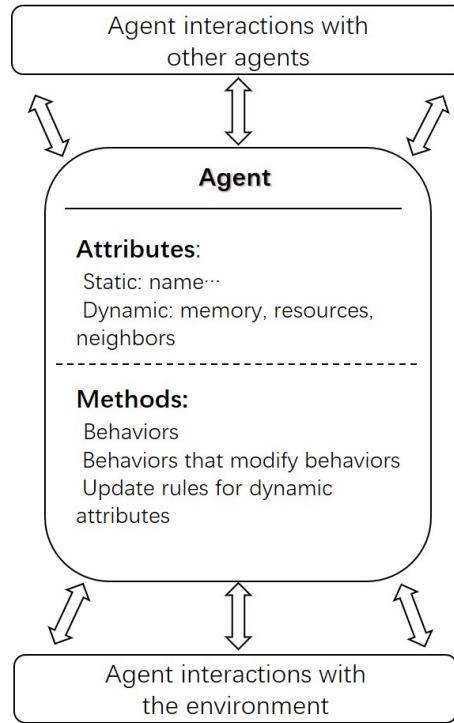 Agent interactions with
other agents
Agent
Attributes:
Static: name···
Dynamic: memory, resources,
neighbors
Methods:
Behaviors
Behaviors that modify behaviors
Update rules for dynamic
attributes
Agent interactions with
the environment